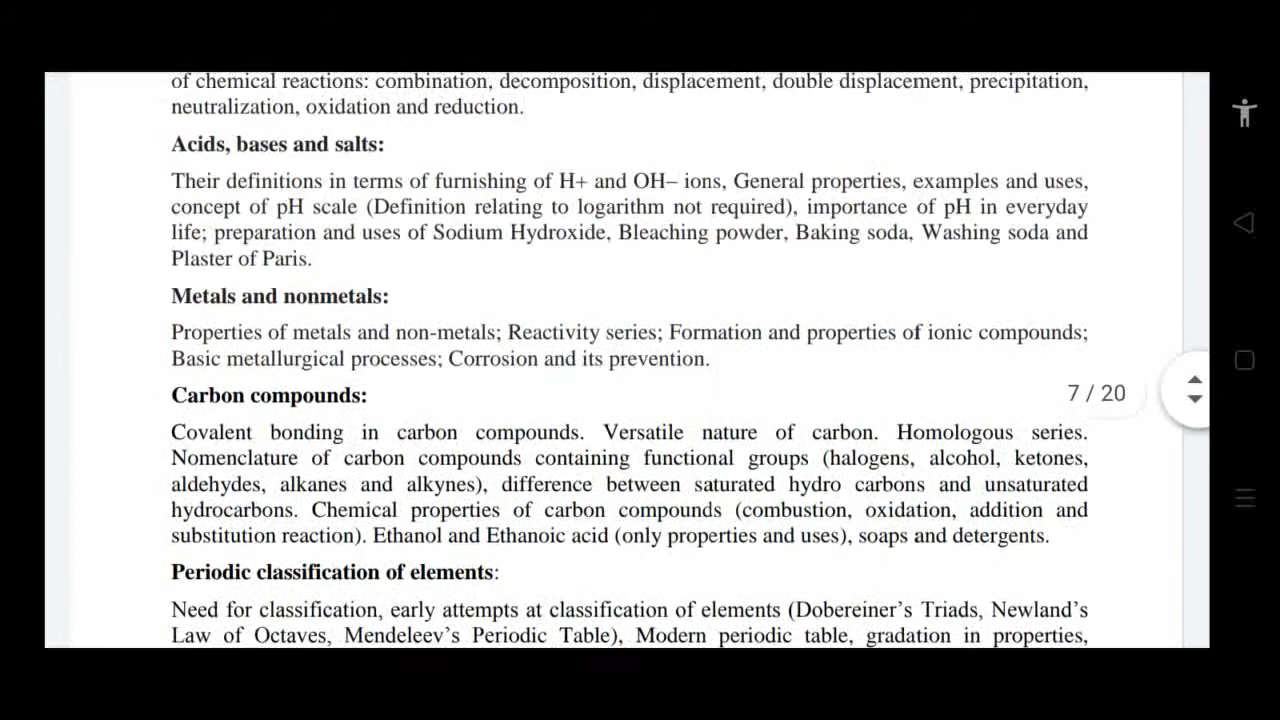 of chemical reactions: combination, decomposition, displacement, double displacement, precipitation,
neutralization, oxidation and reduction.
Acids, bases and salts:
Their definitions in terms of furnishing of H+ and OH– ions, General properties, examples and uses,
concept of pH scale (Definition relating to logarithm not required), importance of pH in everyday
life; preparation and uses of Sodium Hydroxide, Bleaching powder, Baking soda, Washing soda and
Plaster of Paris.
Metals and nonmetals:
Properties of metals and non-metals; Reactivity series; Formation and properties of ionic compounds;
Basic metallurgical processes; Corrosion and its prevention.
Carbon compounds:
7 / 20
Covalent bonding in carbon compounds. Versatile nature of carbon. Homologous series.
Nomenclature of carbon compounds containing functional groups (halogens, alcohol, ketones,
aldehydes, alkanes and alkynes), difference between saturated hydro carbons and unsaturated
hydrocarbons. Chemical properties of carbon compounds (combustion, oxidation, addition and
substitution reaction). Ethanol and Ethanoic acid (only properties and uses), soaps and detergents.
Periodic classification of elements:
Need for classification, early attempts at classification of elements (Dobereiner’s Triads, Newland’s
Law of Octaves, Mendeleev’s Periodic Table), Modern periodic table, gradation in properties,